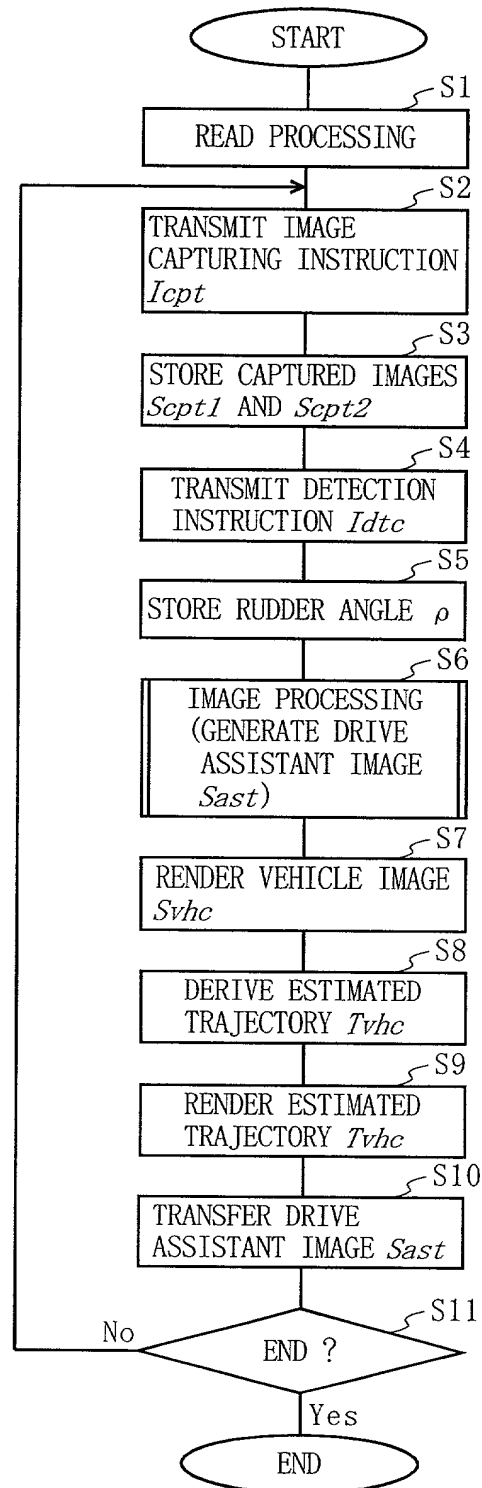 START
S1
READ PROCESSING
S2
TRANSMIT IMAGE
CAPTURING INSTRUCTION
Icpt
S3
STORE CAPTURED IMAGES
Scpt1 AND Scpt2
S4
TRANSMIT DETECTION
INSTRUCTION Idtc
S5
STORE RUDDER ANGLE ρ
S6
IMAGE PROCESSING
(GENERATE DRIVE
ASSISTANT IMAGE
Sast)
S7
RENDER VEHICLE IMAGE
Svhc
S8
DERIVE ESTIMATED
TRAJECTORY Tvhc
S9
RENDER ESTIMATED
TRAJECTORY Tvhc
S10
TRANSFER DRIVE
ASSISTANT IMAGE Sast
S11
No
END ?
Yes
END